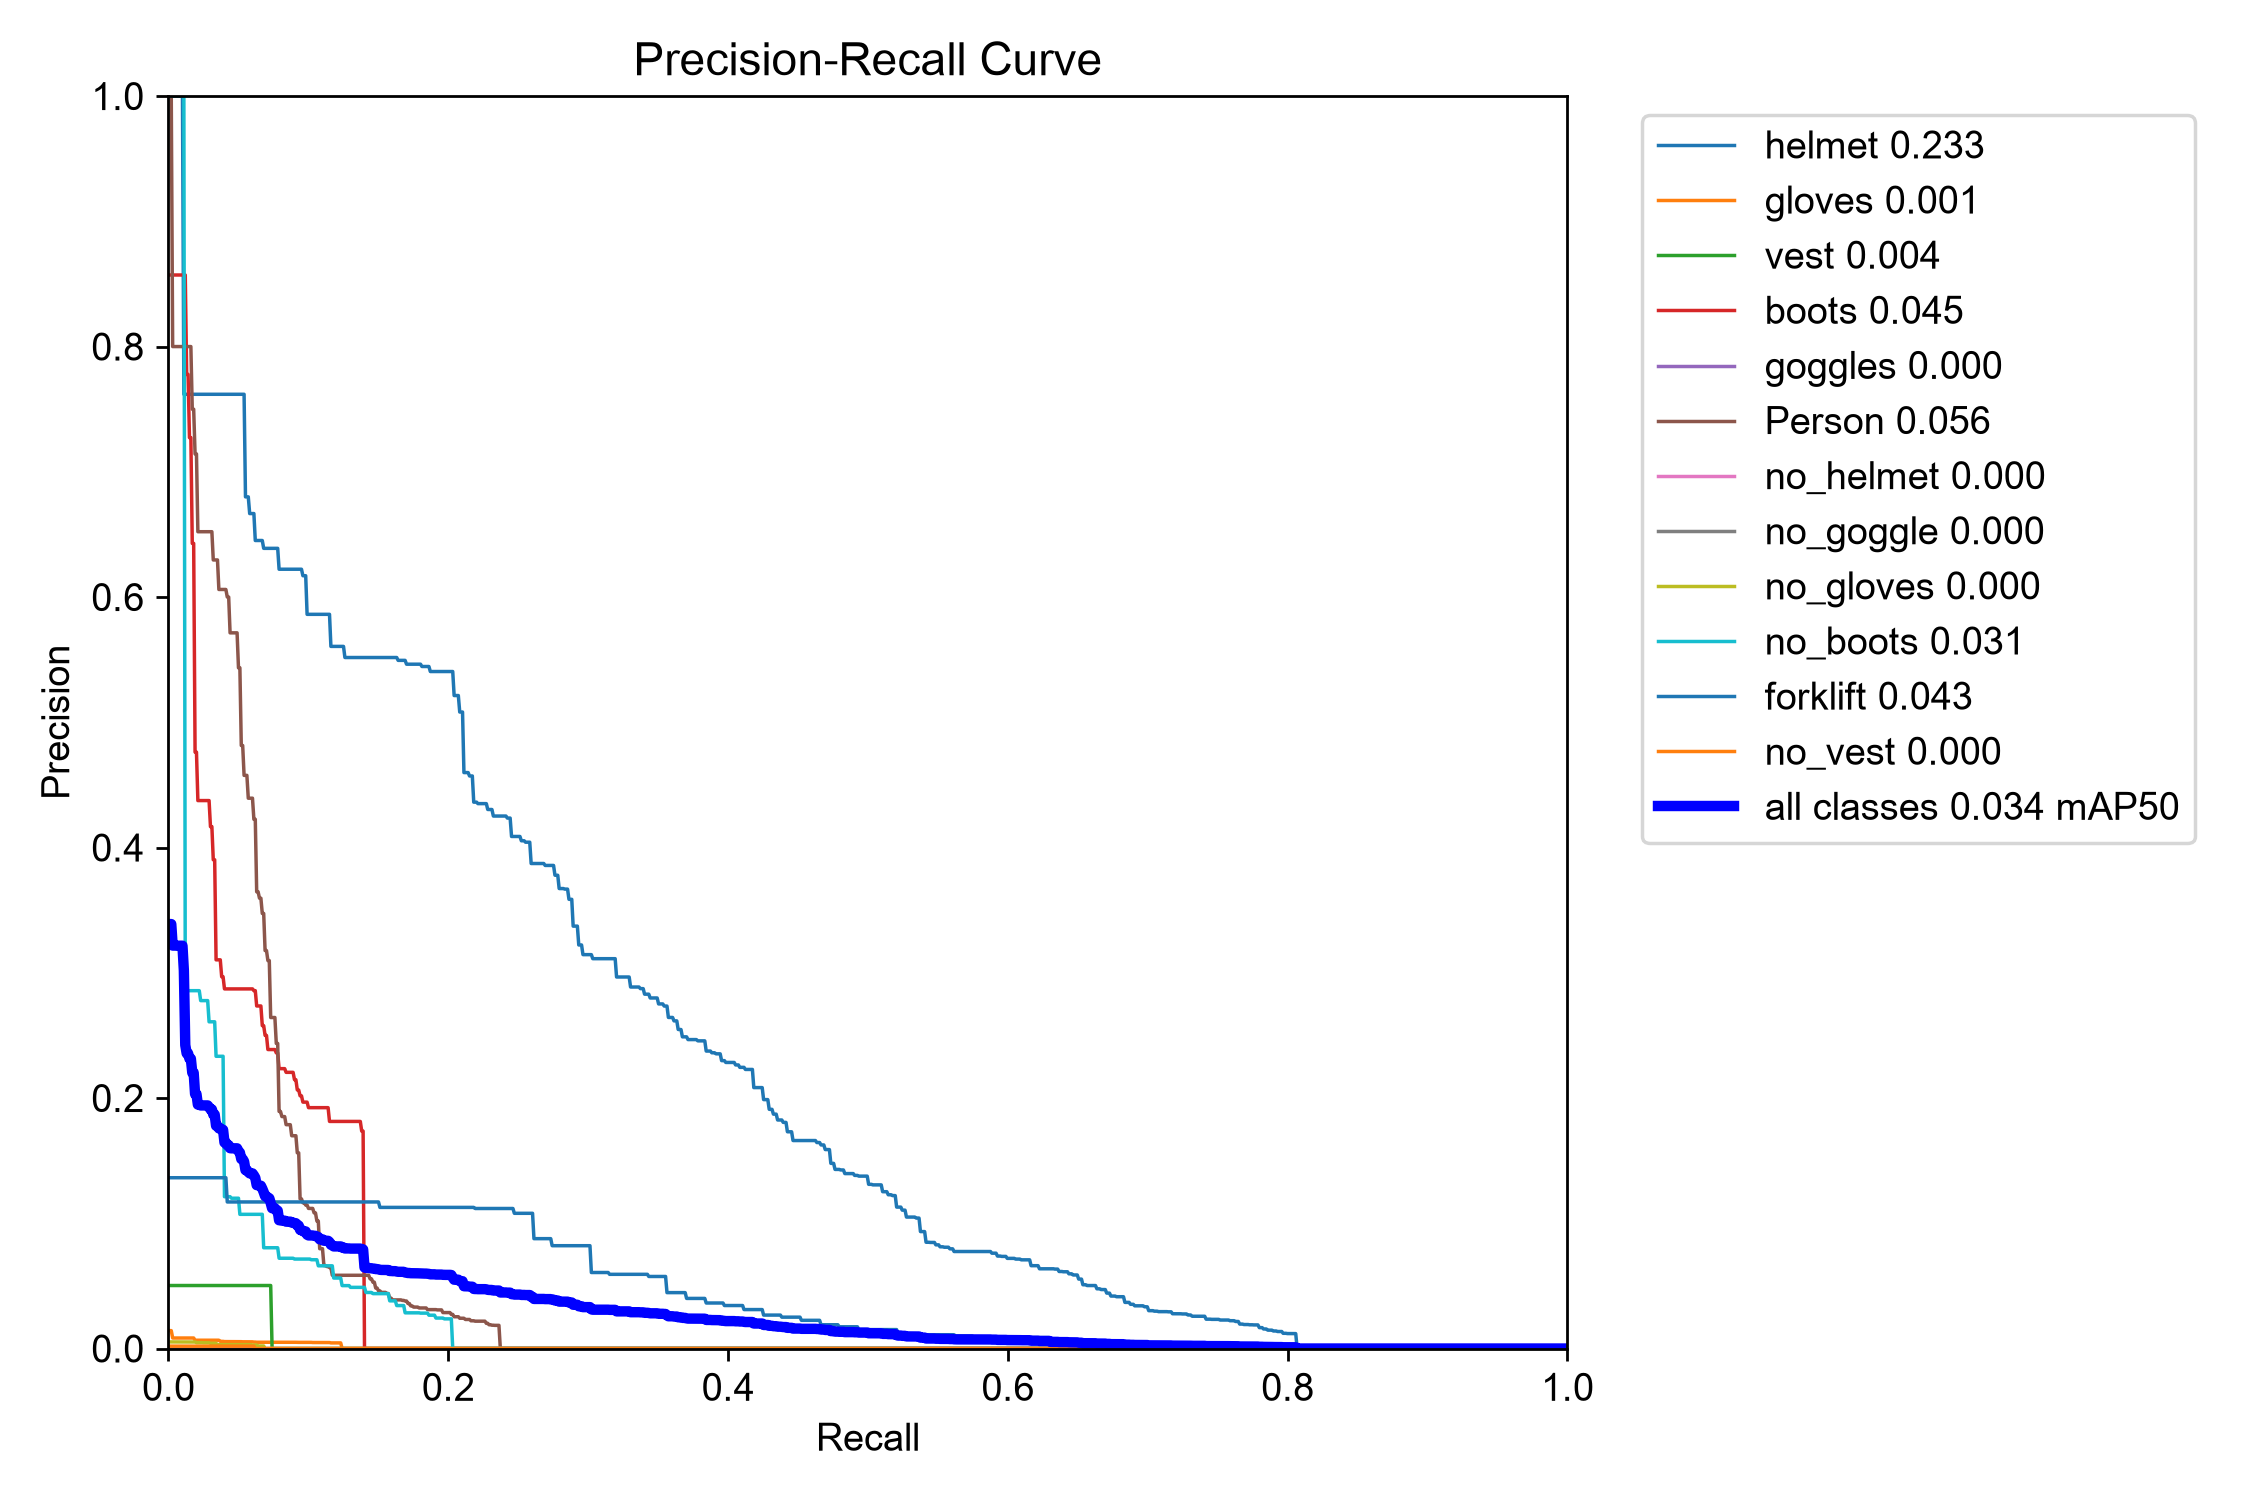 Precision-Recall Curve
1.0
0.8
0.6
0.4
0.2
0.0
Precision
0.0 0.2 0.4 0.6 0.8 1.0
Recall
helmet 0.233
gloves 0.001
vest 0.004
boots 0.045
goggles 0.000
Person 0.056
no_helmet 0.000
no_goggle 0.000
no_gloves 0.000
no_boots 0.031
forklift 0.043
no_vest 0.000
all classes 0.034 mAP50